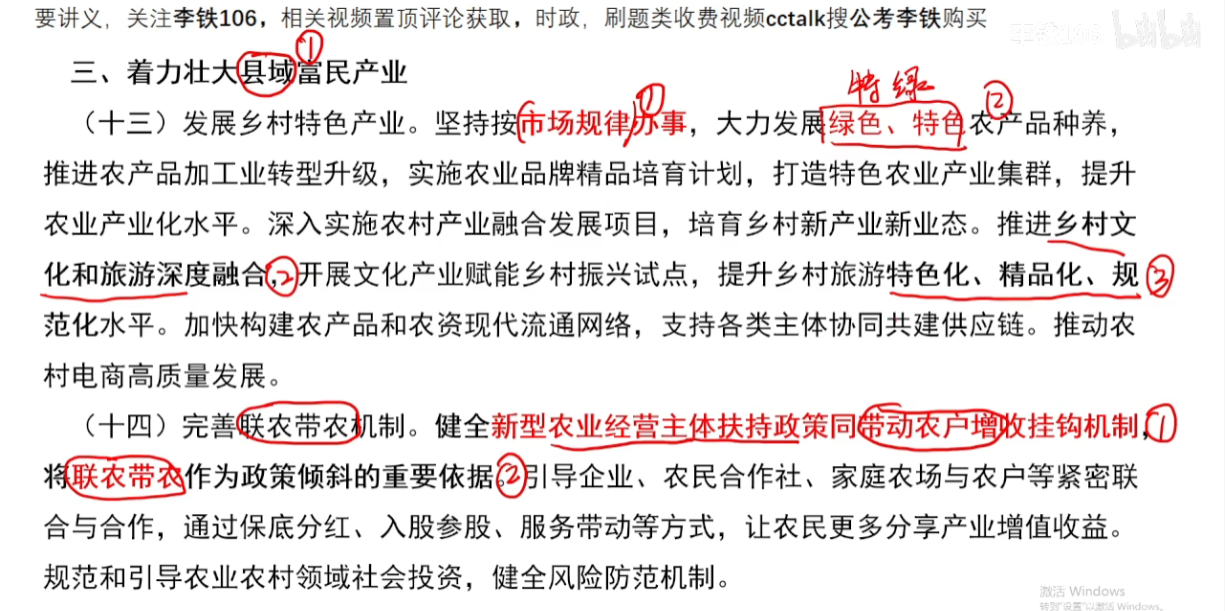 要讲义，关注李铁106，相关视频置顶评论获取，时政，刷题类收费视频cctalk搜公考李铁购买
李铁106 bilibili
①
三、着力壮大县域富民产业
特 绿
① ②
（十三）发展乡村特色产业。坚持按市场规律办事，大力发展绿色、特色农产品种养，
推进农产品加工业转型升级，实施农业品牌精品培育计划，打造特色农业产业集群，提升
农业产业化水平。深入实施农村产业融合发展项目，培育乡村新产业新业态。推进乡村文
化和旅游深度融合，②开展文化产业赋能乡村振兴试点，提升乡村旅游特色化、精品化、规③
范化水平。加快构建农产品和农资现代流通网络，支持各类主体协同共建供应链。推动农
村电商高质量发展。
（十四）完善联农带农机制。健全新型农业经营主体扶持政策同带动农户增收挂钩机制，①
将联农带农作为政策倾斜的重要依据。②引导企业、农民合作社、家庭农场与农户等紧密联
合与合作，通过保底分红、入股参股、服务带动等方式，让农民更多分享产业增值收益。
规范和引导农业农村领域社会投资，健全风险防范机制。
激活 Windows
转到"设置"以激活 Windows。